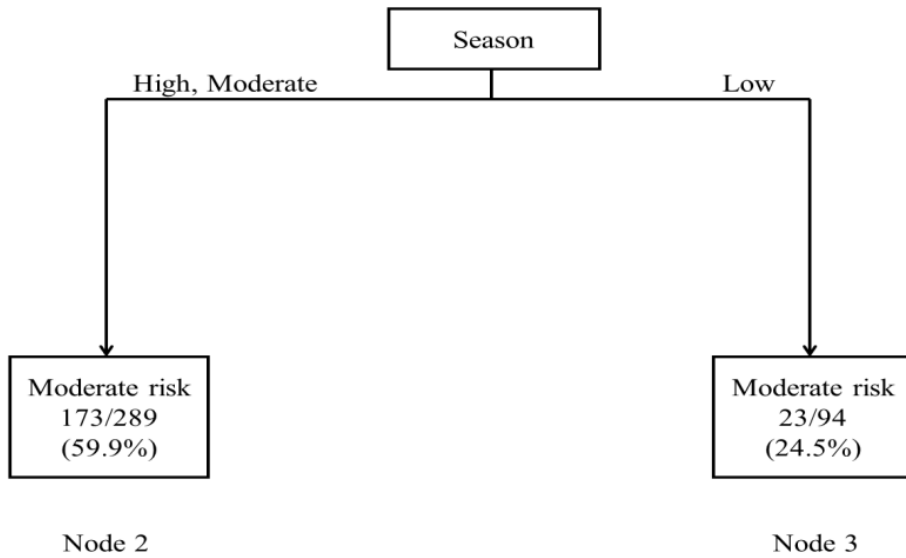 Season
High, Moderate
Low
Moderate risk
173/289
(59.9%)
Moderate risk
23/94
(24.5%)
Node 2
Node 3